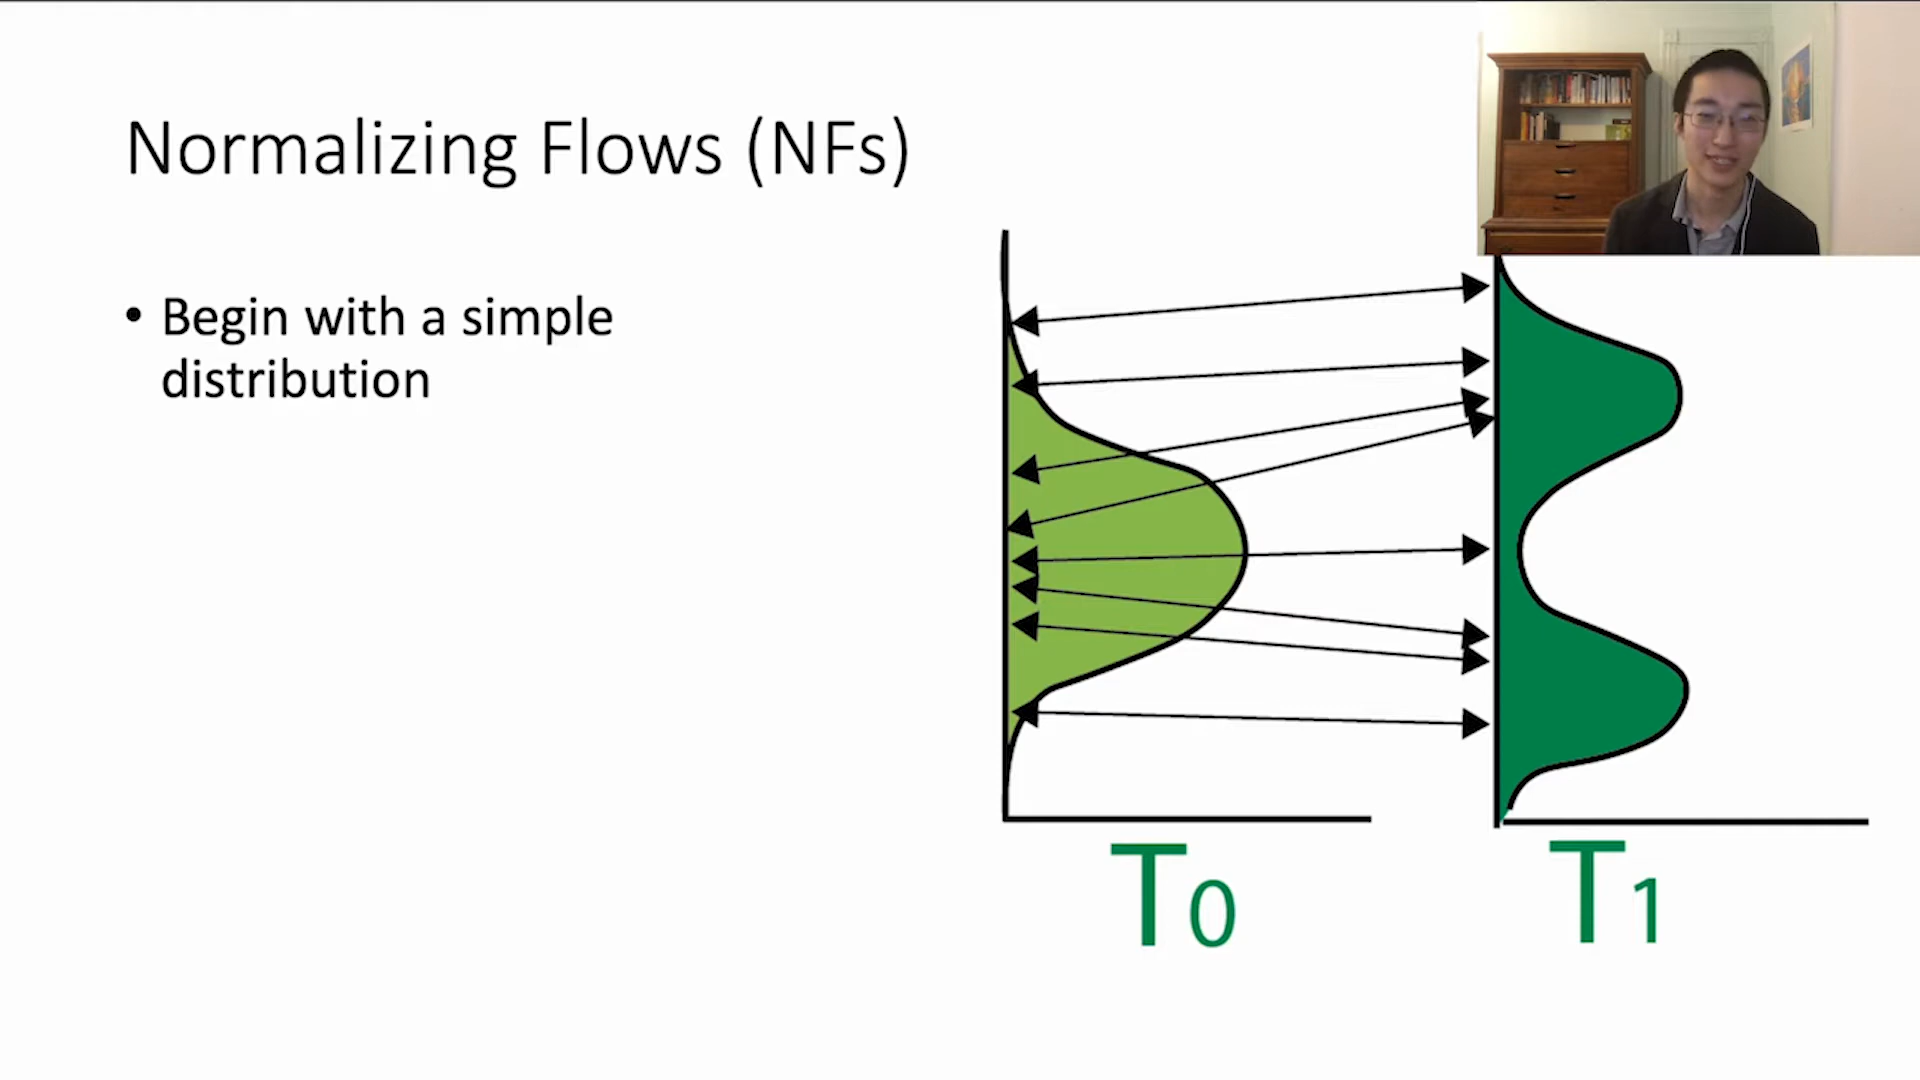 Normalizing Flows (NFs)
• Begin with a simple
distribution
T0
T1